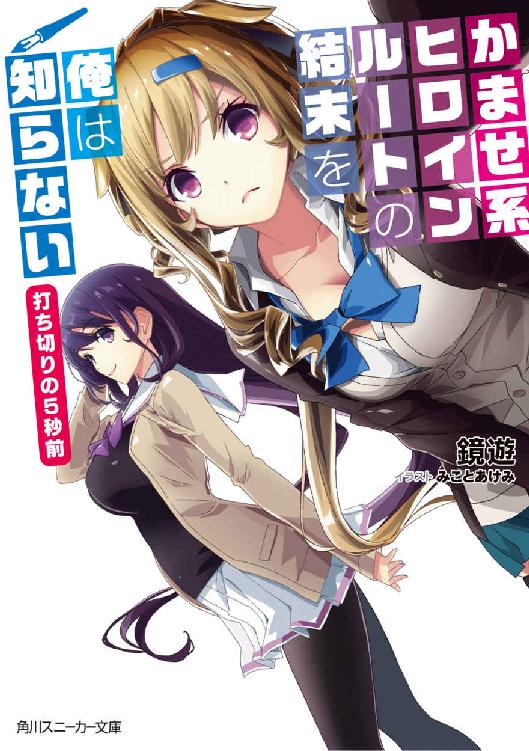 かませ系
ヒロイン
ルートの
結末を
俺は
知らない
打ち切りの5秒前
鏡遊
イラスト みことあけみ
角川スニーカー文庫